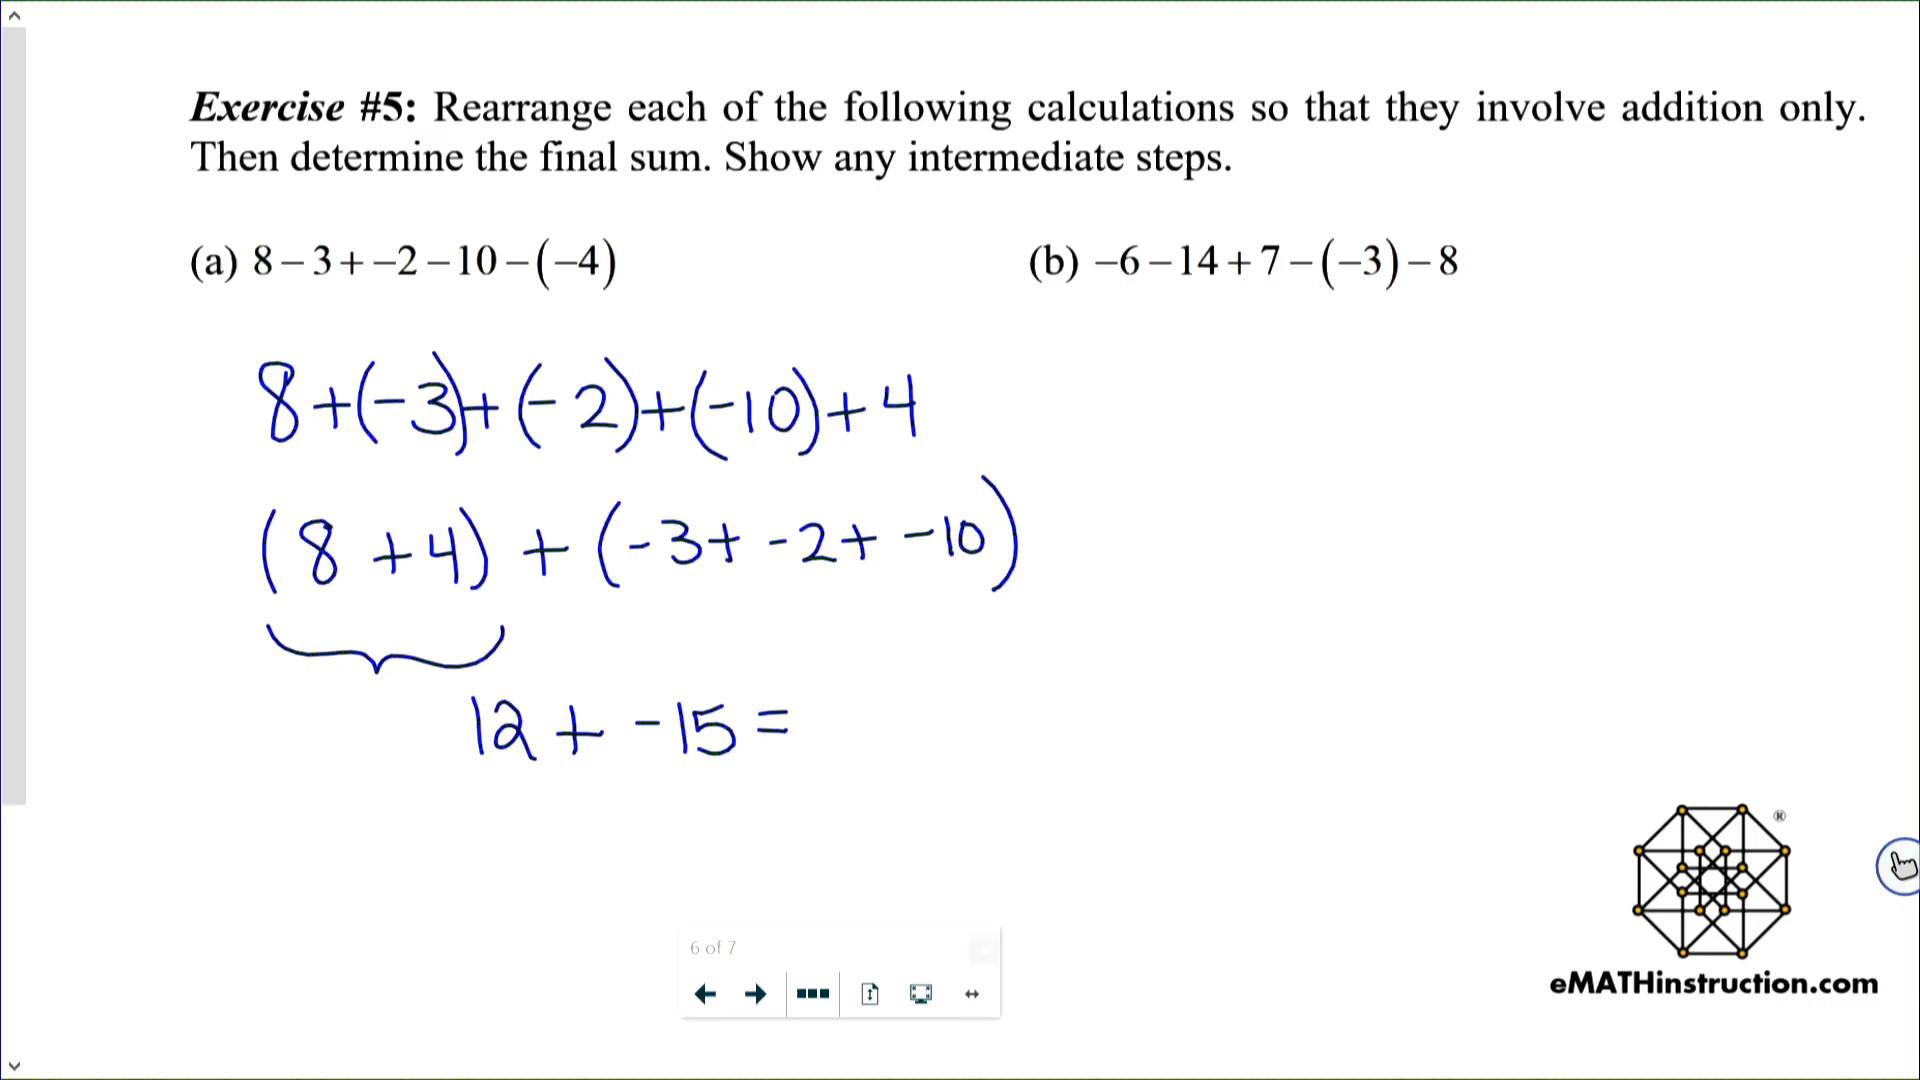 Exercise #5: Rearrange each of the following calculations so that they involve addition only.
Then determine the final sum. Show any intermediate steps.
(a) 8 – 3 + –2 – 10 – (–4)
(b) –6 – 14 + 7 – (–3) – 8
8 + (-3) + (-2) + (-10) + 4
(8 + 4) + (-3 + -2 + -10)
12 + -15 =
®
eMATHinstruction.com
6 of 7